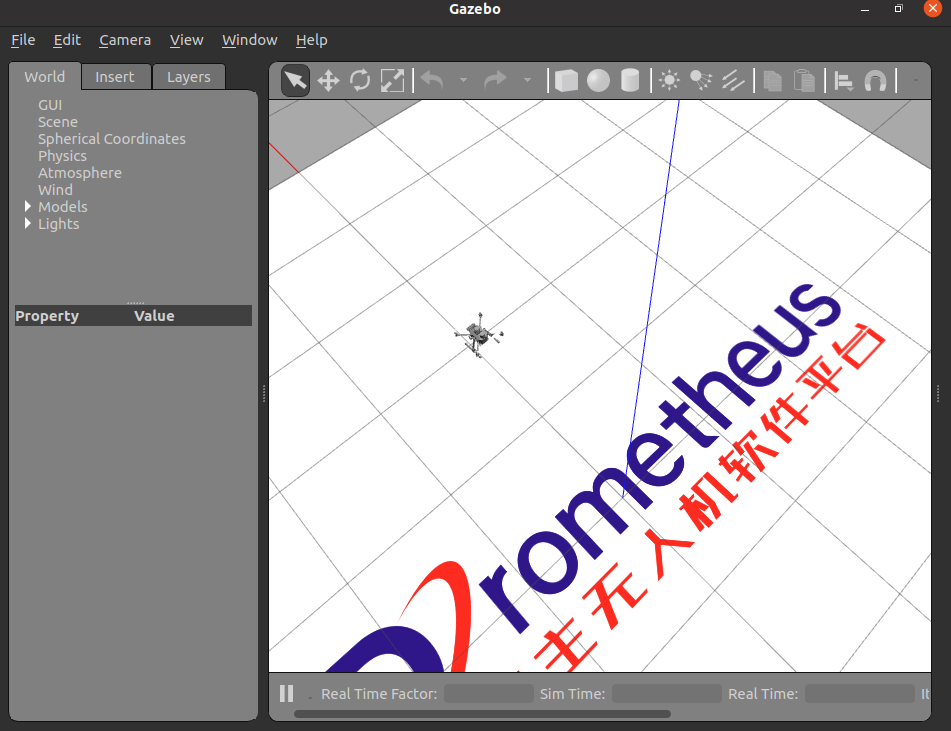 Gazebo
File Edit Camera View Window Help
World Insert Layers
GUI
Scene
Spherical Coordinates
Physics
Atmosphere
Wind
Models
Lights
Property Value
Prometheus
主无人机软件平台
Real Time Factor: Sim Time: Real Time: It